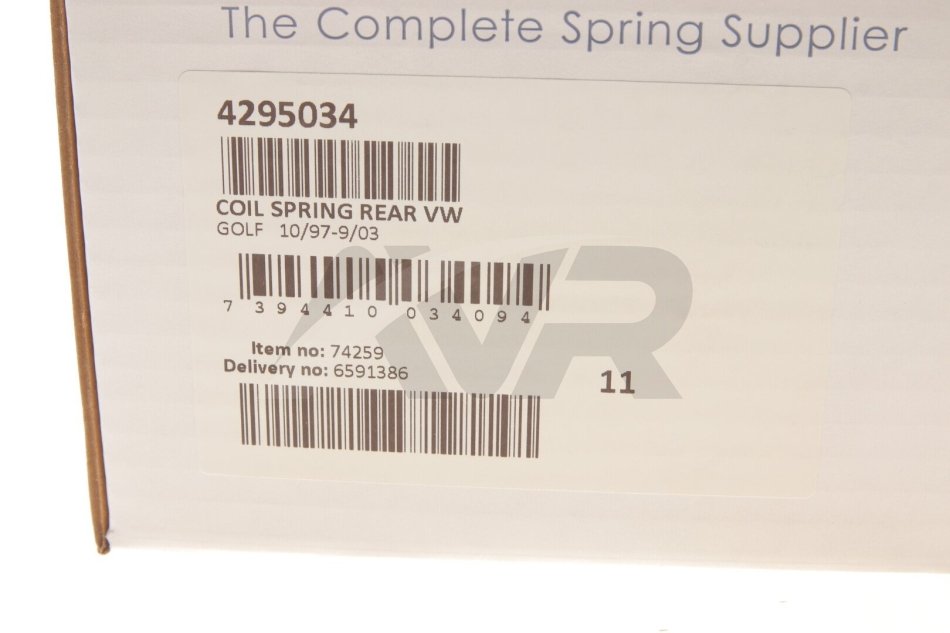 The Complete Spring Supplier
4295034
COIL SPRING REAR VW
GOLF 10/97-9/03
7 394410 034094
Item no: 74259
Delivery no: 6591386
11
AVR